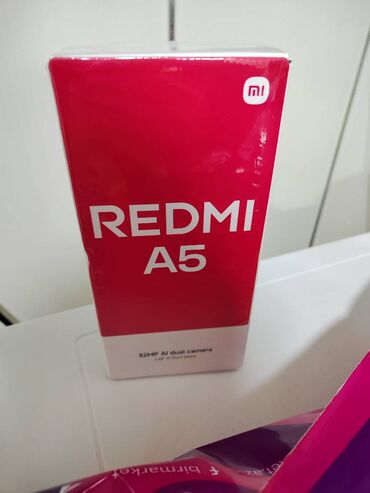 mi
REDMI
A5
32MP AI dual camera
birmarket